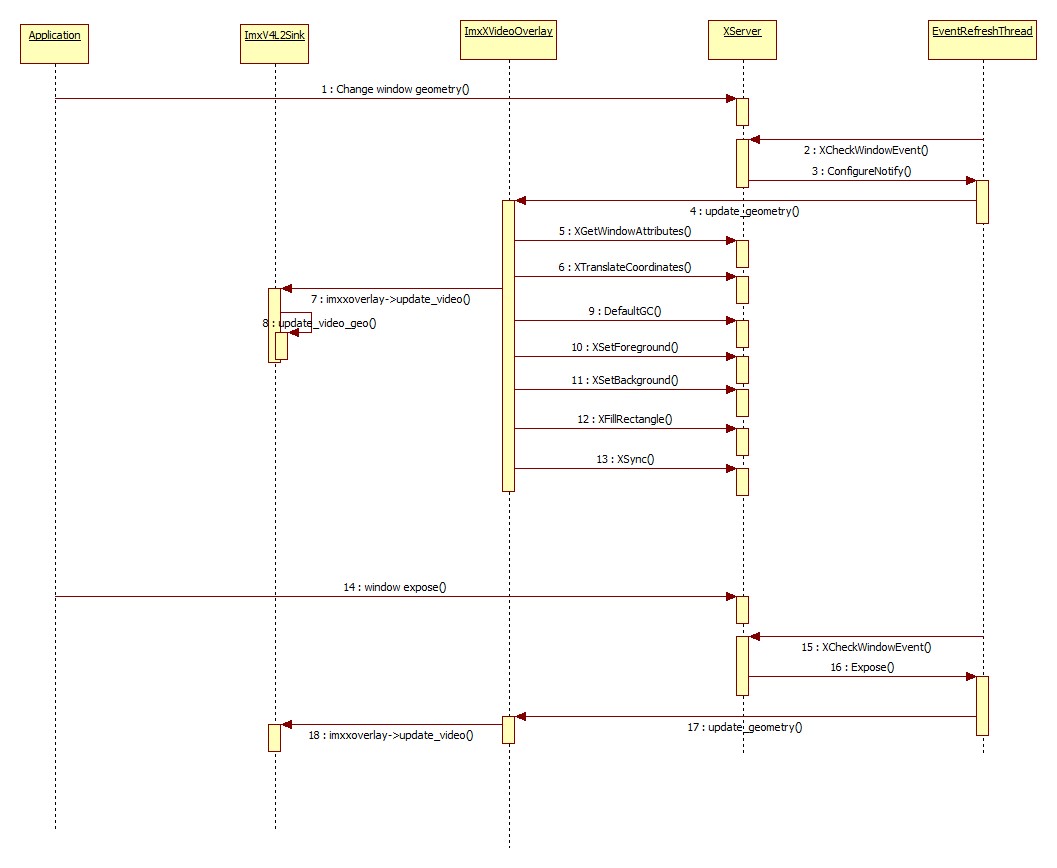 Application
ImxV4L2Sink
ImxXVideoOverlay
XServer
EventRefreshThread
1 : Change window geometry()
2 : XCheckWindowEvent()
3 : ConfigureNotify()
4 : update_geometry()
5 : XGetWindowAttributes()
6 : XTranslateCoordinates()
7 : imxxoverlay->update_video()
8 : update_video_geo()
9 : DefaultGC()
10 : XSetForeground()
11 : XSetBackground()
12 : XFillRectangle()
13 : XSync()
14 : window expose()
15 : XCheckWindowEvent()
16 : Expose()
17 : update_geometry()
18 : imxxoverlay->update_video()